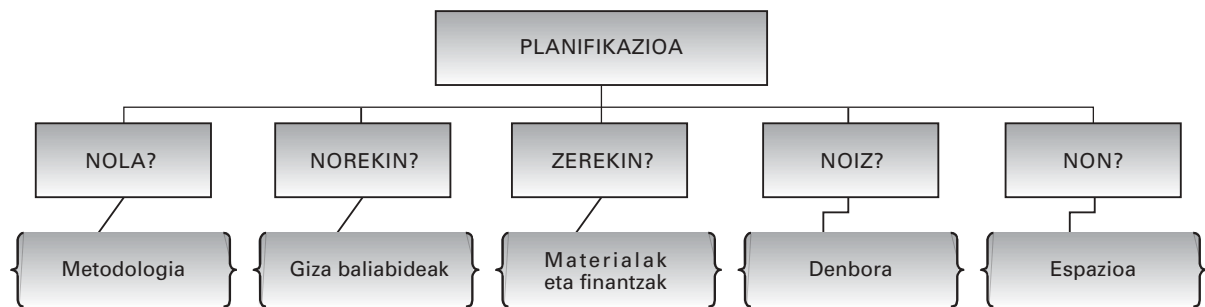 PLANIFIKAZIOA
NOLA?
NOREKIN?
ZEREKIN?
NOIZ?
NON?
Metodologia
Giza baliabideak
Materialak
eta finantzak
Denbora
Espazioa